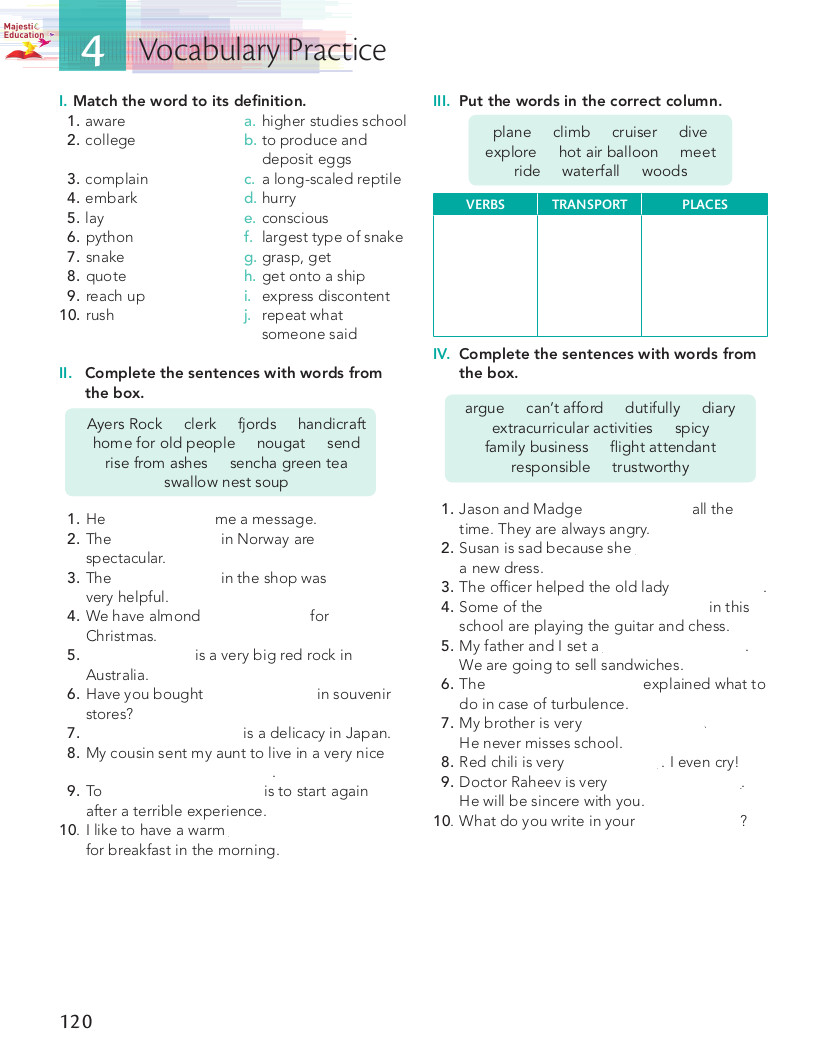 Majestic
Education
4 Vocabulary Practice
I. Match the word to its definition.
1. aware a. higher studies school
2. college b. to produce and
deposit eggs
3. complain c. a long-scaled reptile
4. embark d. hurry
5. lay e. conscious
6. python f. largest type of snake
7. snake g. grasp, get
8. quote h. get onto a ship
9. reach up i. express discontent
10. rush j. repeat what
someone said
II. Complete the sentences with words from
the box.
Ayers Rock clerk fjords handicraft
home for old people nougat send
rise from ashes sencha green tea
swallow nest soup
1. He me a message.
2. The in Norway are
spectacular.
3. The in the shop was
very helpful.
4. We have almond for
Christmas.
5. is a very big red rock in
Australia.
6. Have you bought in souvenir
stores?
7. is a delicacy in Japan.
8. My cousin sent my aunt to live in a very nice
.
9. To is to start again
after a terrible experience.
10. I like to have a warm
for breakfast in the morning.
III. Put the words in the correct column.
plane climb cruiser dive
explore hot air balloon meet
ride waterfall woods
VERBS TRANSPORT PLACES
IV. Complete the sentences with words from
the box.
argue can't afford dutifully diary
extracurricular activities spicy
family business flight attendant
responsible trustworthy
1. Jason and Madge all the
time. They are always angry.
2. Susan is sad because she
a new dress.
3. The officer helped the old lady .
4. Some of the in this
school are playing the guitar and chess.
5. My father and I set a .
We are going to sell sandwiches.
6. The explained what to
do in case of turbulence.
7. My brother is very .
He never misses school.
8. Red chili is very . I even cry!
9. Doctor Raheev is very .
He will be sincere with you.
10. What do you write in your ?
120